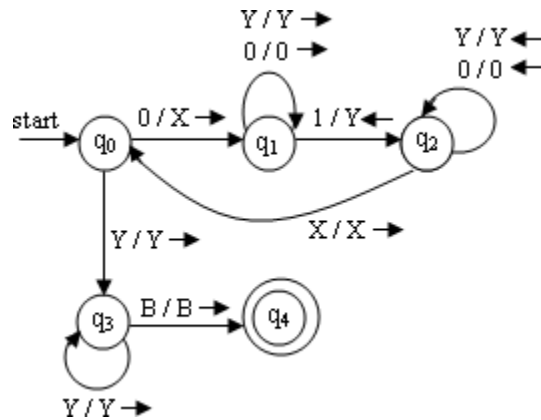 Y / Y →
0 / 0 →
Y / Y ←
0 / 0 ←
start
0 / X →
1 / Y ←
q0
q1
q2
X / X →
Y / Y →
B / B →
q3
q4
Y / Y →